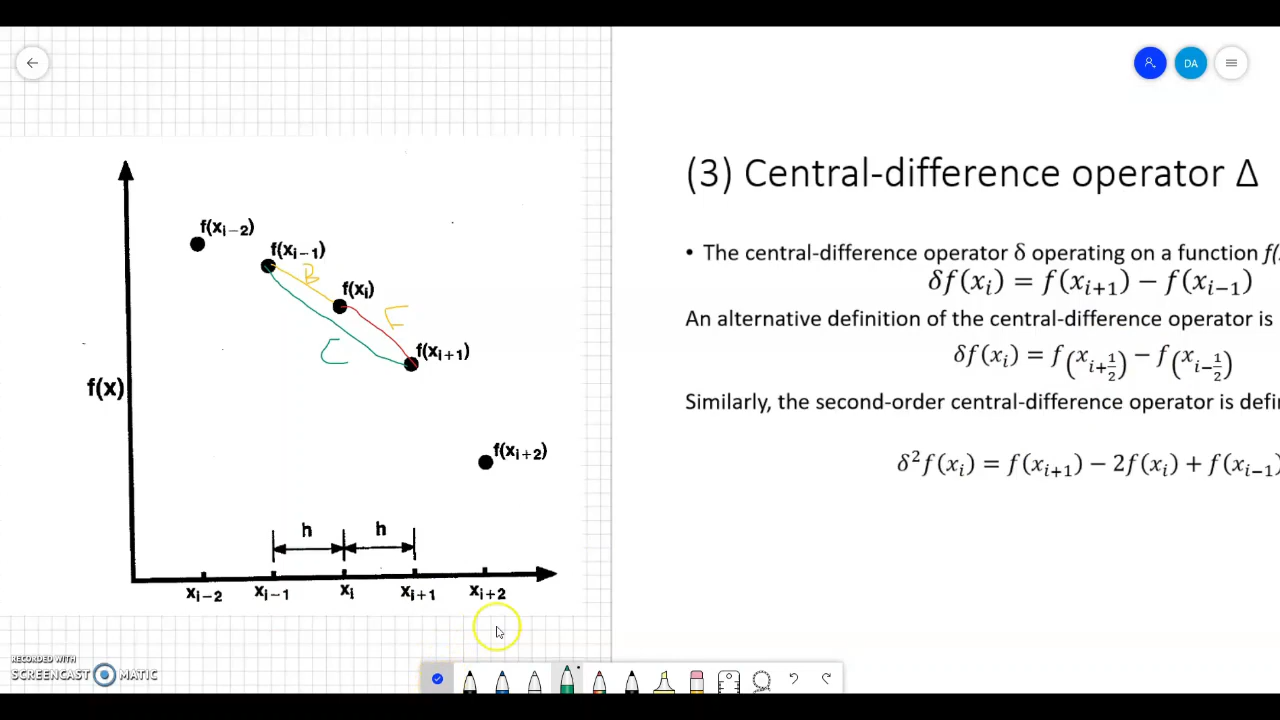 DA
(3) Central-difference operator Δ
• The central-difference operator δ operating on a function f(
δf(xᵢ) = f(xᵢ₊₁) − f(xᵢ₋₁)
An alternative definition of the central-difference operator is
δf(xᵢ) = f(x_{i+1/2}) − f(x_{i−1/2})
Similarly, the second-order central-difference operator is defin
δ²f(xᵢ) = f(xᵢ₊₁) − 2f(xᵢ) + f(xᵢ₋₁)
f(xᵢ₋₂)
f(xᵢ₋₁)
B
f(xᵢ)
F
C
f(xᵢ₊₁)
f(x)
f(xᵢ₊₂)
h h
xᵢ₋₂ xᵢ₋₁ xᵢ xᵢ₊₁ xᵢ₊₂
RECORDED WITH
SCREENCAST MATIC